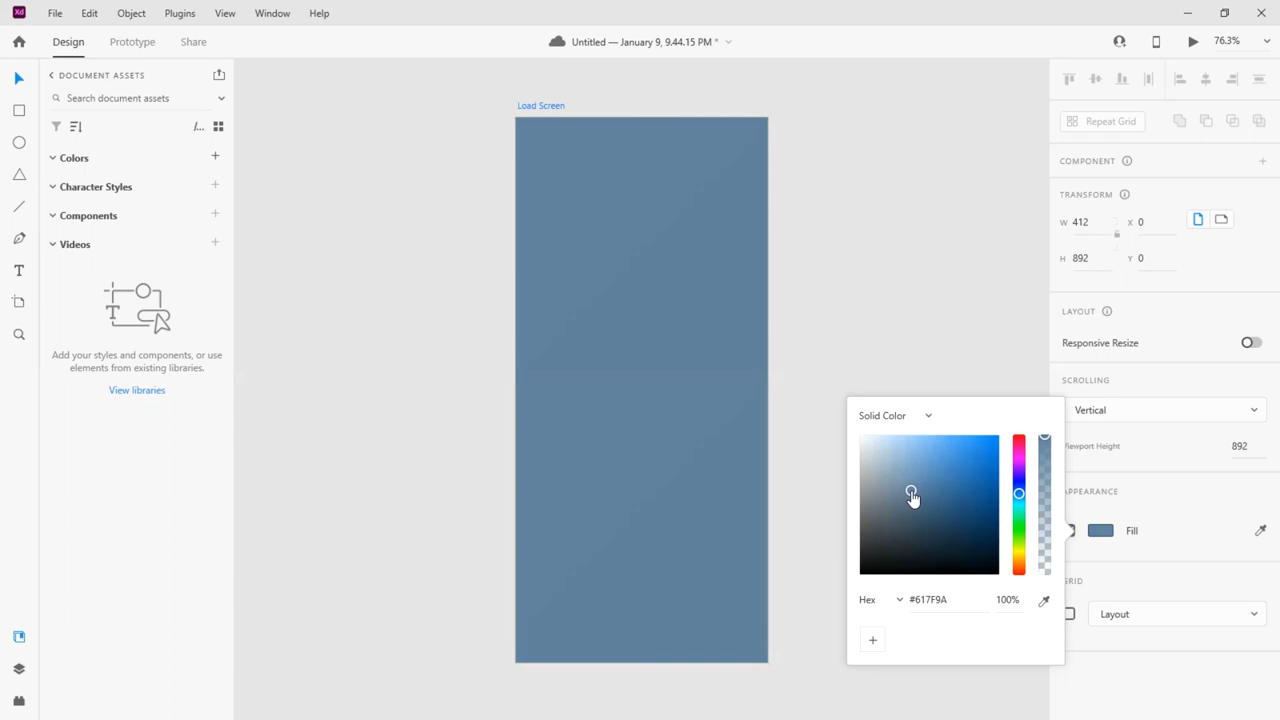 Xd File Edit Object Plugins View Window Help
Design Prototype Share Untitled — January 9, 9.44.15 PM * 76.3%
DOCUMENT ASSETS
Search document assets
/...
Colors
Character Styles
Components
Videos
Add your styles and components, or use
elements from existing libraries.
View libraries
Load Screen
Solid Color
Hex #617F9A 100%
Repeat Grid
COMPONENT
TRANSFORM
W 412 X 0
H 892 Y 0
LAYOUT
Responsive Resize
SCROLLING
Vertical
Viewport Height 892
APPEARANCE
Fill
GRID
Layout